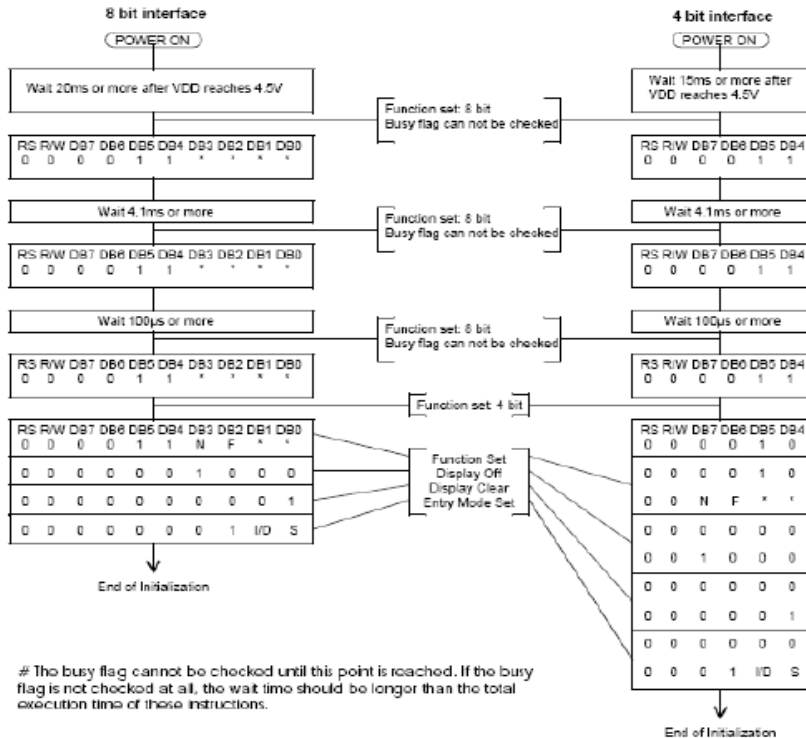 8 bit interface
POWER ON
Wait 20ms or more after VDD reaches 4.5V
RS R/W DB7 DB6 DB5 DB4 DB3 DB2 DB1 DB0
0 0 0 0 1 1 * * * *
Wait 4.1ms or more
RS R/W DB7 DB6 DB5 DB4 DB3 DB2 DB1 DB0
0 0 0 0 1 1 * * * *
Wait 100µs or more
RS R/W DB7 DB6 DB5 DB4 DB3 DB2 DB1 DB0
0 0 0 0 1 1 * * * *
RS R/W DB7 DB6 DB5 DB4 DB3 DB2 DB1 DB0
0 0 0 0 1 1 N F * *
0 0 0 0 0 0 1 0 0 0
0 0 0 0 0 0 0 0 0 1
0 0 0 0 0 0 0 1 I/D S
End of Initialization
Function set: 8 bit
Busy flag can not be checked
Function set: 8 bit
Busy flag can not be checked
Function set: 8 bit
Busy flag can not be checked
Function set: 4 bit
Function Set
Display Off
Display Clear
Entry Mode Set
4 bit interface
POWER ON
Wait 15ms or more after
VDD reaches 4.5V
RS R/W DB7 DB6 DB5 DB4
0 0 0 0 1 1
Wait 4.1ms or more
RS R/W DB7 DB6 DB5 DB4
0 0 0 0 1 1
Wait 100µs or more
RS R/W DB7 DB6 DB5 DB4
0 0 0 0 1 1
RS R/W DB7 DB6 DB5 DB4
0 0 0 0 1 0
0 0 0 0 1 0
0 0 N F * *
0 0 0 0 0 0
0 0 1 0 0 0
0 0 0 0 0 0
0 0 0 0 0 1
0 0 0 0 0 0
0 0 0 1 I/D S
End of Initialization
# The busy flag cannot be checked until this point is reached. If the busy
flag is not checked at all, the wait time should be longer than the total
execution time of these instructions.